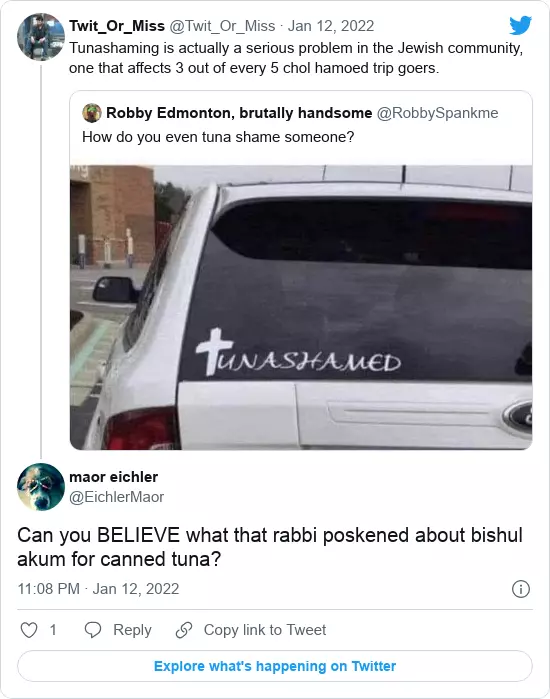 Twit_Or_Miss @Twit_Or_Miss · Jan 12, 2022
Tunashaming is actually a serious problem in the Jewish community,
one that affects 3 out of every 5 chol hamoed trip goers.
Robby Edmonton, brutally handsome @RobbySpankme
How do you even tuna shame someone?
UNASHAMED
maor eichler
@EichlerMaor
Can you BELIEVE what that rabbi poskened about bishul
akum for canned tuna?
11:08 PM · Jan 12, 2022
1 Reply Copy link to Tweet
Explore what's happening on Twitter